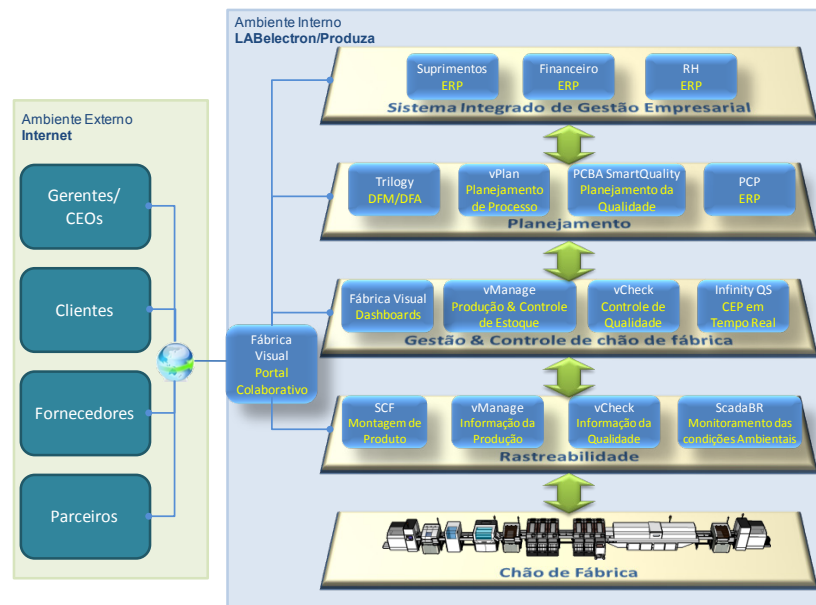 Ambiente Externo
Internet
Gerentes/
CEOs
Clientes
Fornecedores
Parceiros
Ambiente Interno
LABelectron/Produza
Fábrica
Visual
Portal
Colaborativo
Suprimentos
ERP
Financeiro
ERP
RH
ERP
Sistema Integrado de Gestão Empresarial
Trilogy
DFM/DFA
vPlan
Planejamento
de Processo
PCBA SmartQuality
Planejamento da
Qualidade
PCP
ERP
Planejamento
Fábrica Visual
Dashboards
vManage
Produção & Controle
de Estoque
vCheck
Controle de
Qualidade
Infinity QS
CEP em
Tempo Real
Gestão & Controle de chão de fábrica
SCF
Montagem de
Produto
vManage
Informação da
Produção
vCheck
Informação da
Qualidade
ScadaBR
Monitoramento das
condições Ambientais
Rastreabilidade
Chão de Fábrica